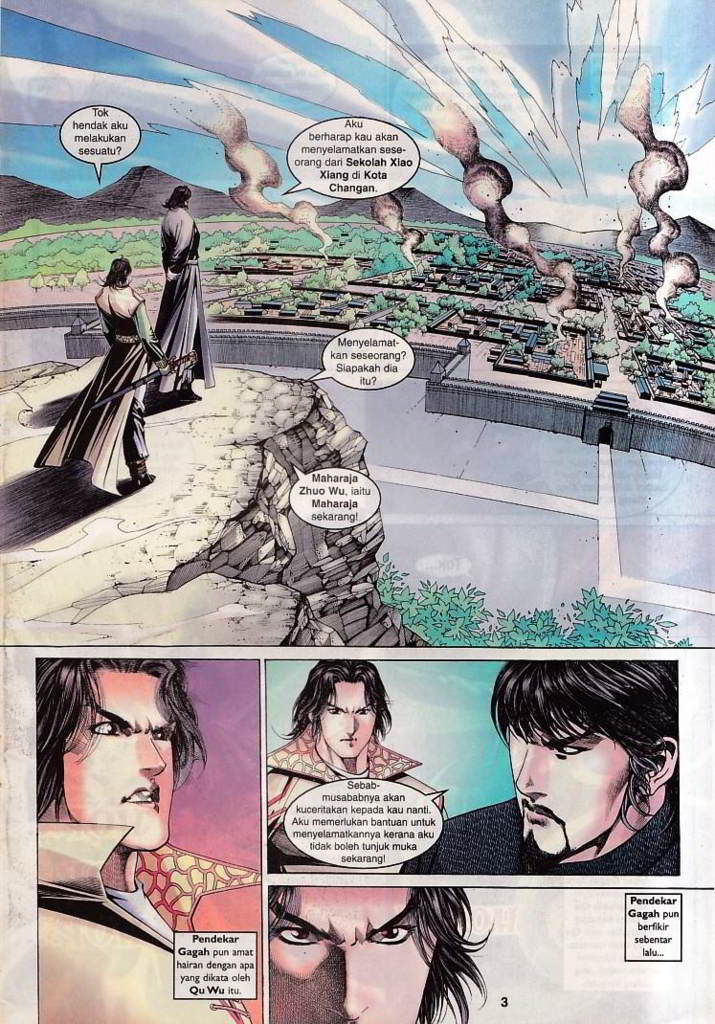 Tok
hendak aku
melakukan
sesuatu?
Aku
berharap kau akan
menyelamatkan sese-
orang dari Sekolah Xiao
Xiang di Kota
Changan.
Menyelamat-
kan seseorang?
Siapakah dia
itu?
Maharaja
Zhuo Wu, iaitu
Maharaja
sekarang!
Sebab-
musababnya akan
kuceritakan kepada kau nanti.
Aku memerlukan bantuan untuk
menyelamatkannya kerana aku
tidak boleh tunjuk muka
sekarang!
Pendekar
Gagah pun amat
hairan dengan apa
yang dikata oleh
Qu Wu itu.
Pendekar
Gagah pun
berfikir
sebentar
lalu...
3